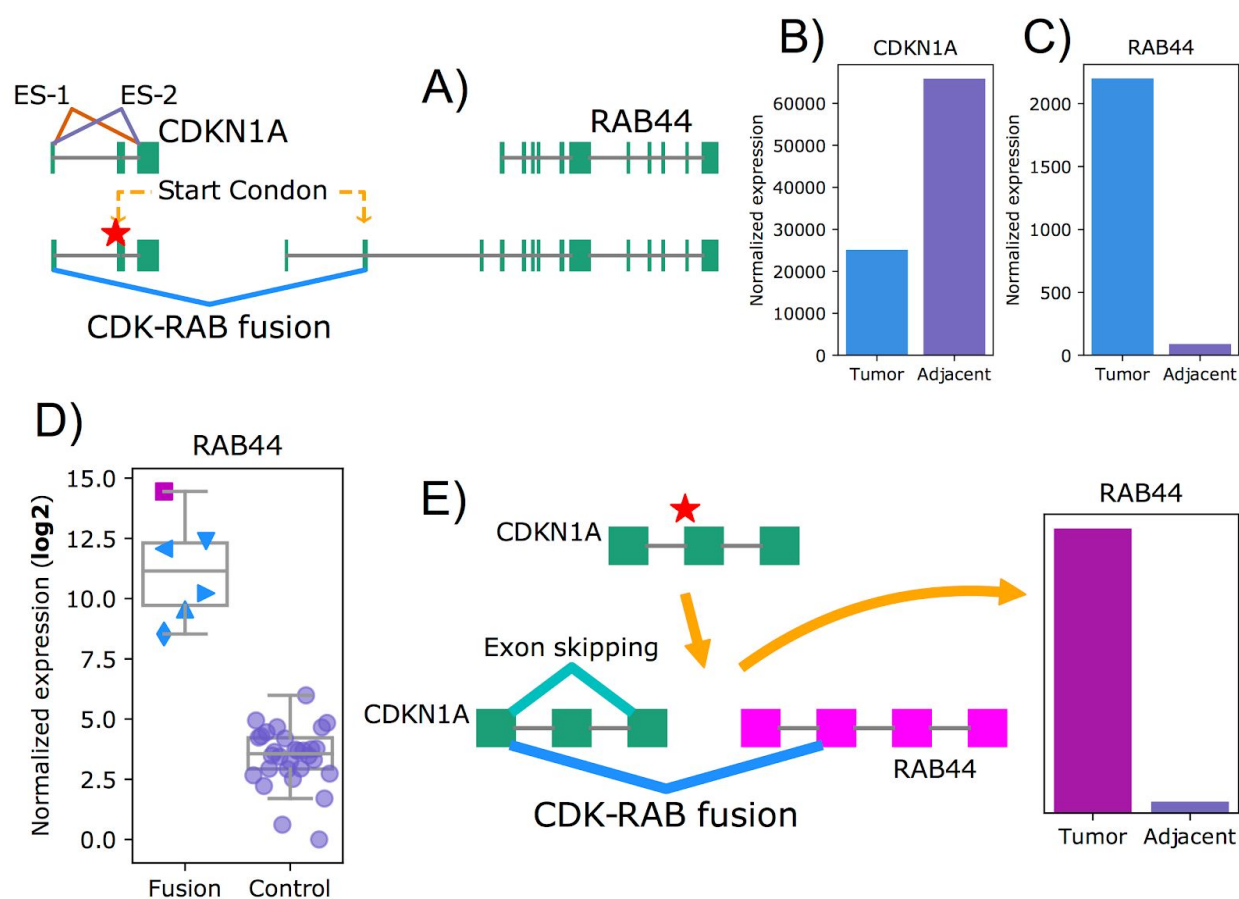 A)
ES-1
ES-2
CDKN1A
RAB44
Start Condon
CDK-RAB fusion
B)
CDKN1A
Normalized expression
60000
50000
40000
30000
20000
10000
0
Tumor
Adjacent
C)
RAB44
Normalized expression
2000
1500
1000
500
0
Tumor
Adjacent
D)
RAB44
Normalized expression (log2)
15.0
12.5
10.0
7.5
5.0
2.5
0.0
Fusion
Control
E)
CDKN1A
Exon skipping
CDKN1A
RAB44
CDK-RAB fusion
RAB44
Tumor
Adjacent